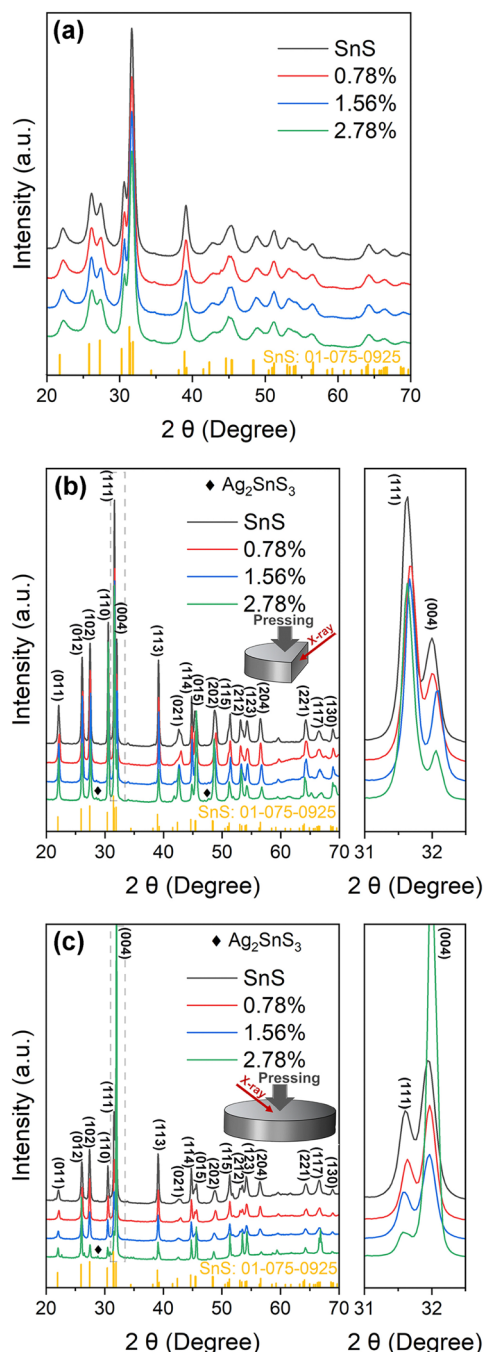 (a)
SnS
0.78%
1.56%
2.78%
Intensity (a.u.)
SnS: 01-075-0925
20 30 40 50 60 70
2 θ (Degree)
(b)
♦ Ag₂SnS₃
SnS
0.78%
1.56%
2.78%
Pressing
X-ray
Intensity (a.u.)
(011)
(012)
(102)
(110)
(111)
(004)
(113)
(021)
(114)
(015)
(202)
(115)
(212)
(123)
(204)
(221)
(117)
(130)
SnS: 01-075-0925
20 30 40 50 60 70
2 θ (Degree)
(111)
(004)
31 32
2 θ (Degree)
(c)
♦ Ag₂SnS₃
SnS
0.78%
1.56%
2.78%
Pressing
X-ray
Intensity (a.u.)
(011)
(012)
(102)
(110)
(111)
(004)
(113)
(021)
(114)
(015)
(202)
(115)
(212)
(123)
(204)
(221)
(117)
(130)
SnS: 01-075-0925
20 30 40 50 60 70
2 θ (Degree)
(111)
(004)
31 32
2 θ (Degree)